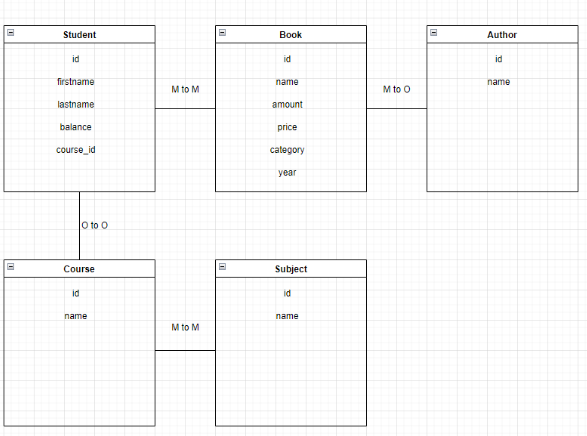 Student
id
firstname
lastname
balance
course_id
M to M
Book
id
name
amount
price
category
year
M to O
Author
id
name
O to O
Course
id
name
M to M
Subject
id
name